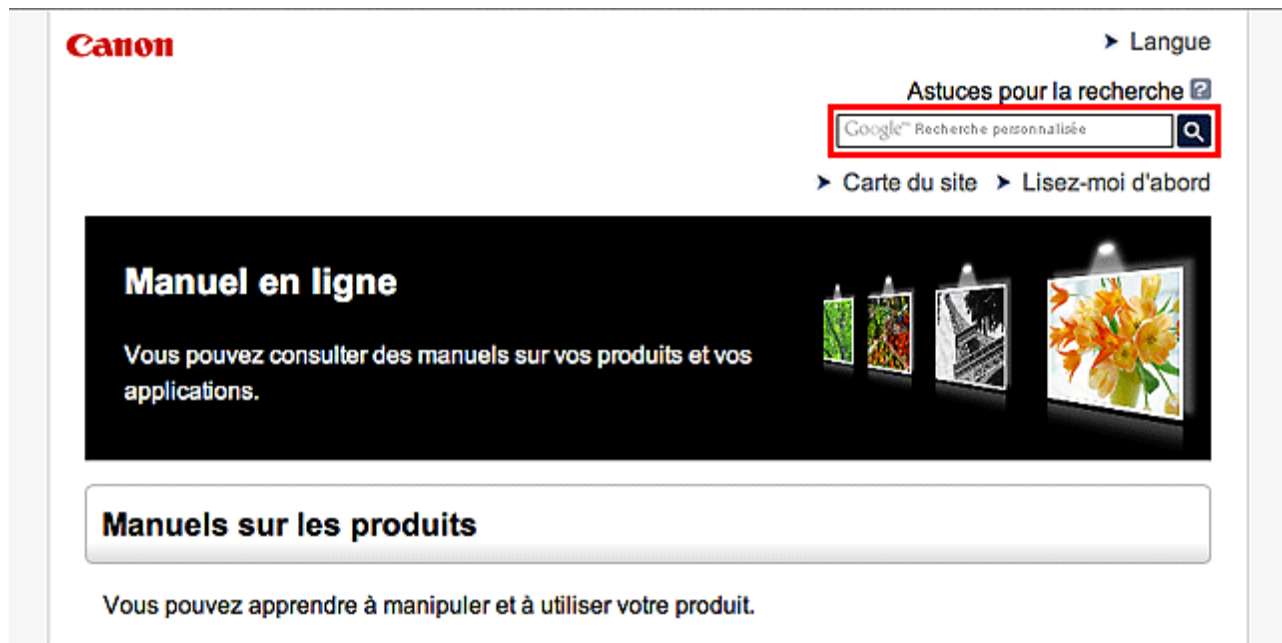 Canon
Langue
Astuces pour la recherche ?
Google™ Recherche personnalisée
Carte du site Lisez-moi d'abord
Manuel en ligne
Vous pouvez consulter des manuels sur vos produits et vos
applications.
Manuels sur les produits
Vous pouvez apprendre à manipuler et à utiliser votre produit.